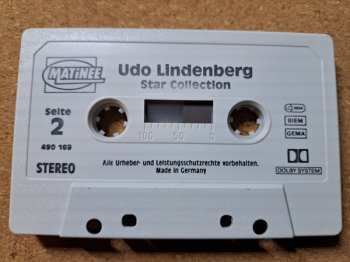 MATINEE
Udo Lindenberg
Star Collection
Seite
2
490 169
100 50 0
BIEM
GEMA
STEREO
Alle Urheber- und Leistungsschutzrechte vorbehalten.
Made in Germany
DOLBY SYSTEM